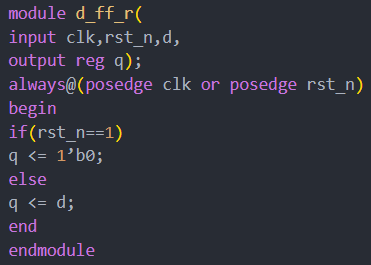 module d_ff_r(
input clk,rst_n,d,
output reg q);
always@(posedge clk or posedge rst_n)
begin
if(rst_n==1)
q <= 1’b0;
else
q <= d;
end
endmodule